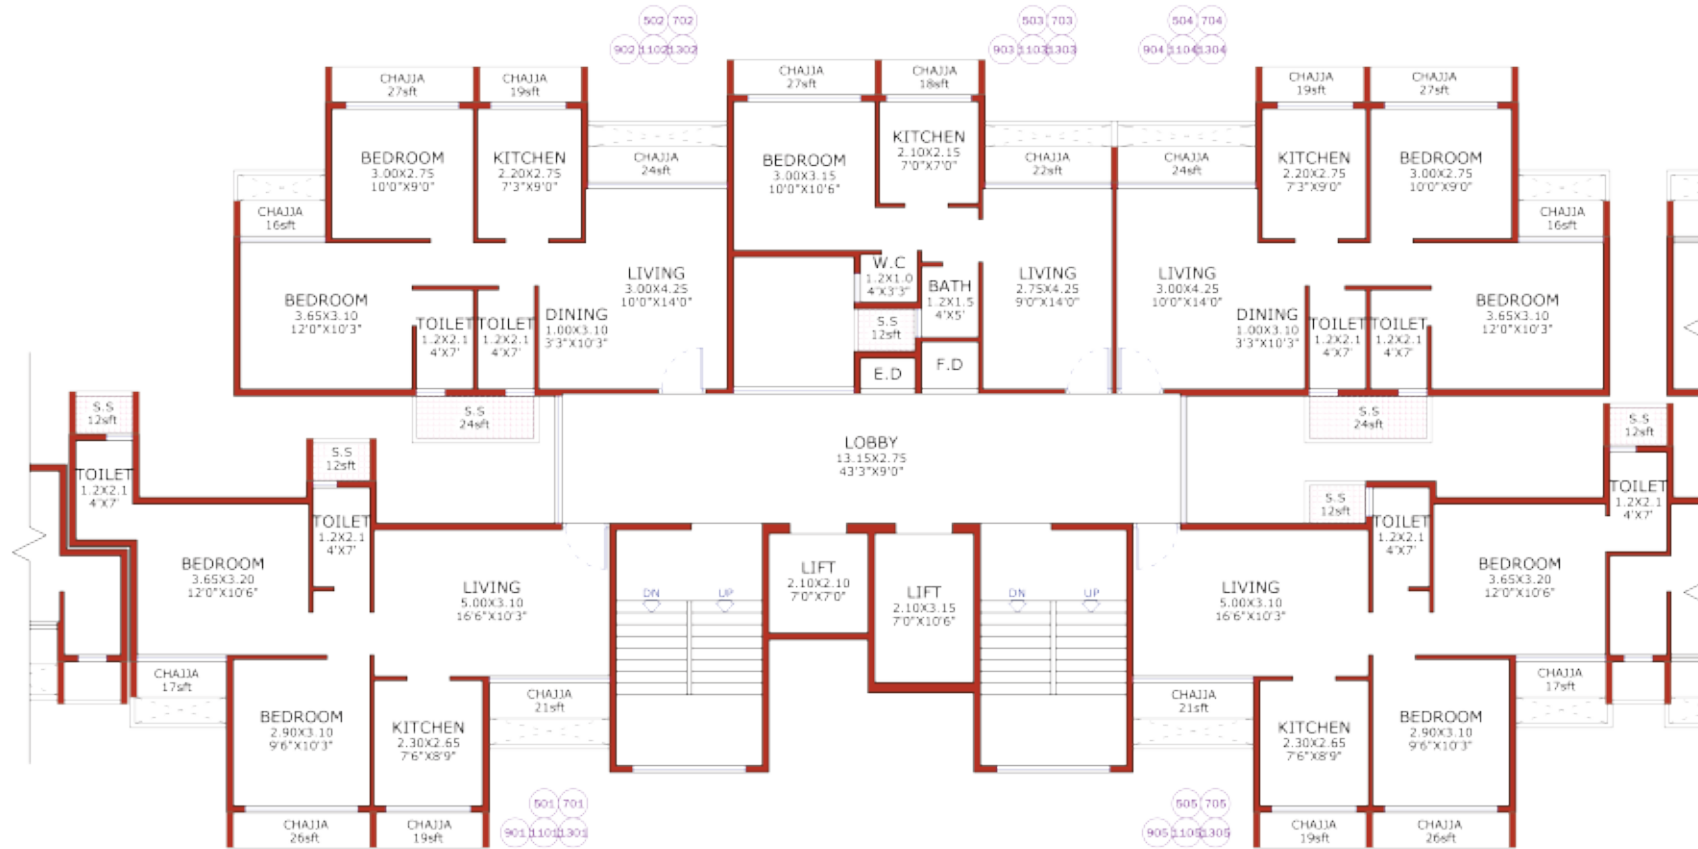 502 702
902 1102 1302
503 703
903 1103 1303
504 704
904 1104 1304
CHAJJA
27sft
CHAJJA
19sft
CHAJJA
27sft
CHAJJA
18sft
CHAJJA
19sft
CHAJJA
27sft
BEDROOM
3.00X2.75
10'0"X9'0"
KITCHEN
2.20X2.75
7'3"X9'0"
CHAJJA
24sft
BEDROOM
3.00X3.15
10'0"X10'6"
KITCHEN
2.10X2.15
7'0"X7'0"
CHAJJA
22sft
CHAJJA
24sft
KITCHEN
2.20X2.75
7'3"X9'0"
BEDROOM
3.00X2.75
10'0"X9'0"
CHAJJA
16sft
CHAJJA
16sft
BEDROOM
3.65X3.10
12'0"X10'3"
TOILET
1.2X2.1
4'X7'
TOILET
1.2X2.1
4'X7'
LIVING
3.00X4.25
10'0"X14'0"
DINING
1.00X3.10
3'3"X10'3"
W.C
1.2X1.0
4'X3'3"
BATH
1.2X1.5
4'X5'
S.S
12sft
E.D
F.D
LIVING
2.75X4.25
9'0"X14'0"
LIVING
3.00X4.25
10'0"X14'0"
DINING
1.00X3.10
3'3"X10'3"
TOILET
1.2X2.1
4'X7'
TOILET
1.2X2.1
4'X7'
BEDROOM
3.65X3.10
12'0"X10'3"
S.S
12sft
S.S
24sft
S.S
24sft
S.S
12sft
LOBBY
13.15X2.75
43'3"X9'0"
S.S
12sft
S.S
12sft
TOILET
1.2X2.1
4'X7'
TOILET
1.2X2.1
4'X7'
TOILET
1.2X2.1
4'X7'
TOILET
1.2X2.1
4'X7'
BEDROOM
3.65X3.20
12'0"X10'6"
LIVING
5.00X3.10
16'6"X10'3"
DN
UP
LIFT
2.10X2.10
7'0"X7'0"
LIFT
2.10X3.15
7'0"X10'6"
DN
UP
LIVING
5.00X3.10
16'6"X10'3"
BEDROOM
3.65X3.20
12'0"X10'6"
CHAJJA
17sft
CHAJJA
21sft
CHAJJA
21sft
CHAJJA
17sft
BEDROOM
2.90X3.10
9'6"X10'3"
KITCHEN
2.30X2.65
7'6"X8'9"
KITCHEN
2.30X2.65
7'6"X8'9"
BEDROOM
2.90X3.10
9'6"X10'3"
CHAJJA
26sft
CHAJJA
19sft
CHAJJA
19sft
CHAJJA
26sft
501 701
901 1101 1301
505 705
905 1105 1305